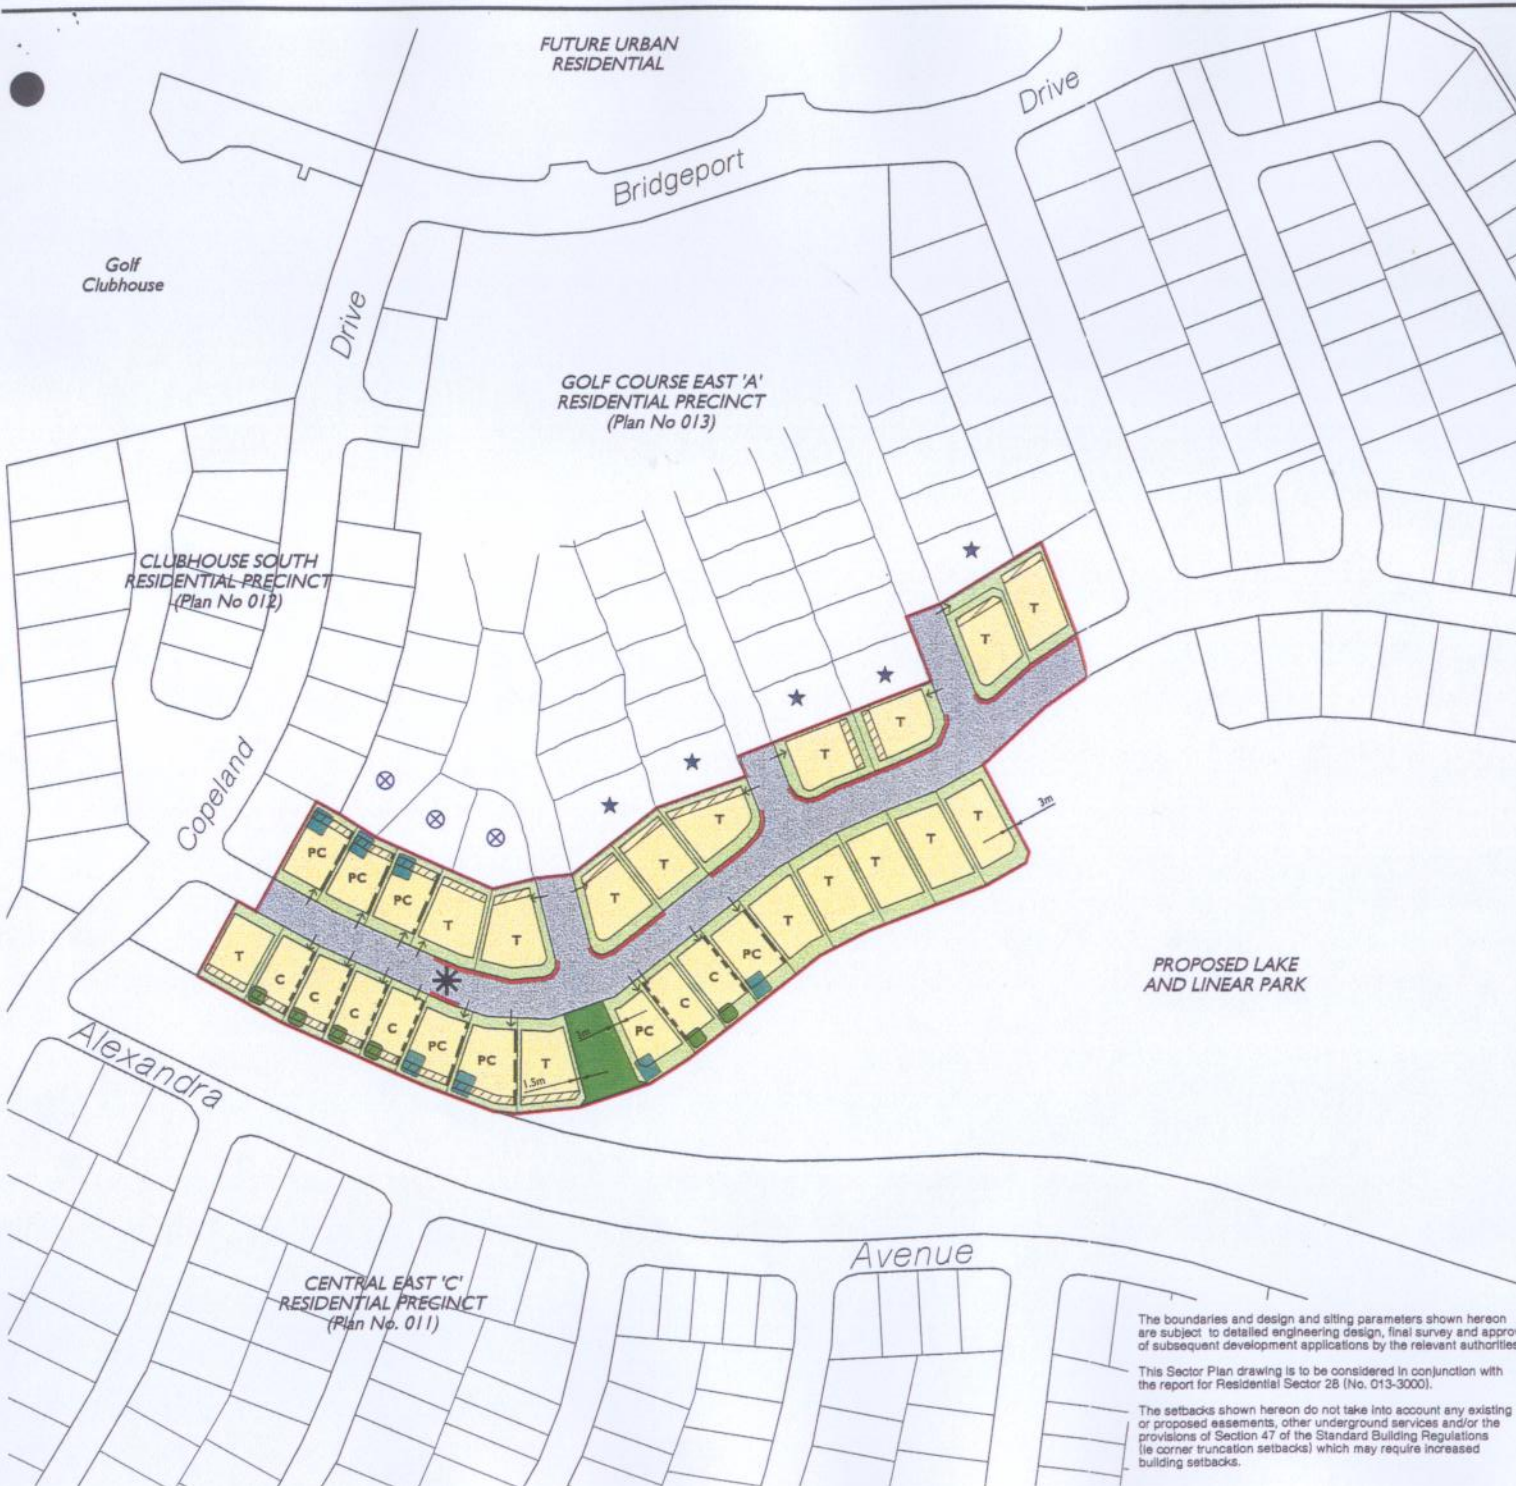 FUTURE URBAN
RESIDENTIAL
Drive
Bridgeport
Golf
Clubhouse
Drive
GOLF COURSE EAST 'A'
RESIDENTIAL PRECINCT
(Plan No 013)
CLUBHOUSE SOUTH
RESIDENTIAL PRECINCT
(Plan No 012)
T
T
T
T
Copeland
3m
T
T
T
T
T
T
T
T
T
T
T
PC
PC
PC
T
T
T
C
C
C
C
PC
PC
T
1.5m
3m
PC
C
C
PC
PROPOSED LAKE
AND LINEAR PARK
Alexandra
Avenue
CENTRAL EAST 'C'
RESIDENTIAL PRECINCT
(Plan No. 011)
The boundaries and design and siting parameters shown hereon
are subject to detailed engineering design, final survey and approv
of subsequent development applications by the relevant authorities
This Sector Plan drawing is to be considered in conjunction with
the report for Residential Sector 28 (No. 013-3000).
The setbacks shown hereon do not take into account any existing
or proposed easements, other underground services and/or the
provisions of Section 47 of the Standard Building Regulations
(ie corner truncation setbacks) which may require increased
building setbacks.